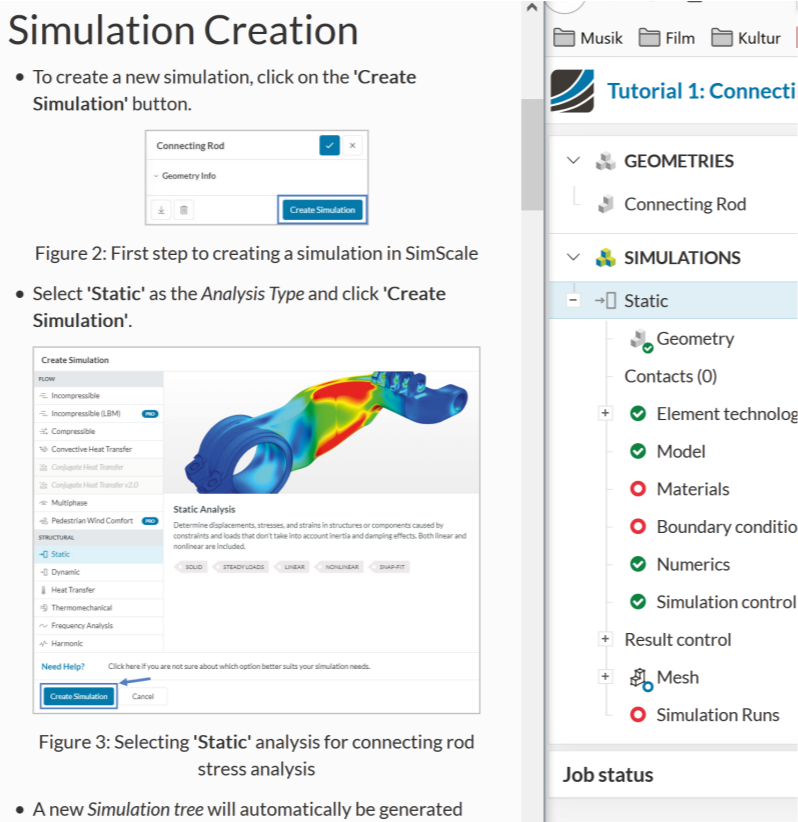 Simulation Creation
• To create a new simulation, click on the 'Create
Simulation' button.
Connecting Rod
Geometry Info
Create Simulation
Figure 2: First step to creating a simulation in SimScale
• Select 'Static' as the Analysis Type and click 'Create
Simulation'.
Create Simulation
FLOW
Incompressible
Incompressible (LBM) PRO
Compressible
Convective Heat Transfer
Conjugate Heat Transfer
Conjugate Heat Transfer v2.0
Multiphase
Pedestrian Wind Comfort PRO
STRUCTURAL
Static
Dynamic
Heat Transfer
Thermomechanical
Frequency Analysis
Harmonic
Static Analysis
Determine displacements, stresses, and strains in structures or components caused by
constraints and loads that don't take into account inertia and damping effects. Both linear and
nonlinear are included.
SOLID STEADY LOADS LINEAR NONLINEAR SNAP-FIT
Need Help? Click here if you are not sure about which option better suits your simulation needs.
Create Simulation Cancel
Figure 3: Selecting 'Static' analysis for connecting rod
stress analysis
• A new Simulation tree will automatically be generated
Musik Film Kultur
Tutorial 1: Connecti
GEOMETRIES
Connecting Rod
SIMULATIONS
Static
Geometry
Contacts (0)
Element technolog
Model
Materials
Boundary conditio
Numerics
Simulation control
Result control
Mesh
Simulation Runs
Job status